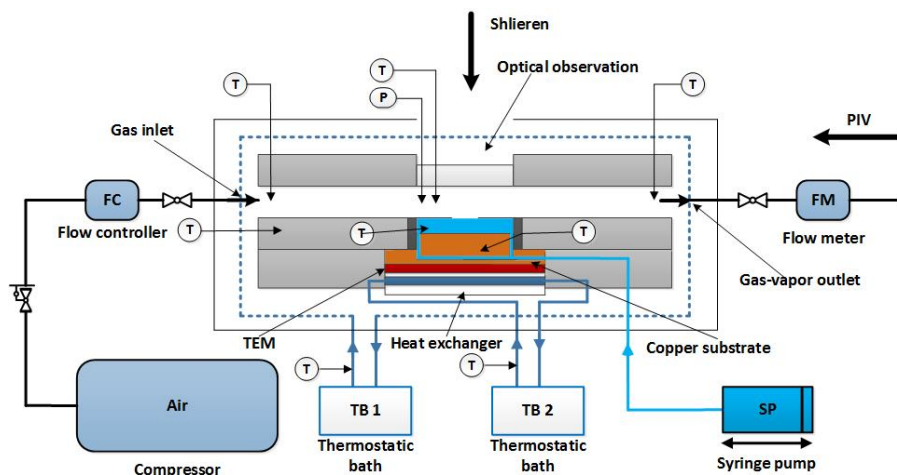 Shlieren
T
T
Optical observation
T
P
PIV
Gas inlet
FC
FM
Flow controller
T
T
T
Flow meter
Gas-vapor outlet
TEM
Heat exchanger
Copper substrate
T
T
Air
TB 1
TB 2
SP
Thermostatic
bath
Thermostatic
bath
Compressor
Syringe pump